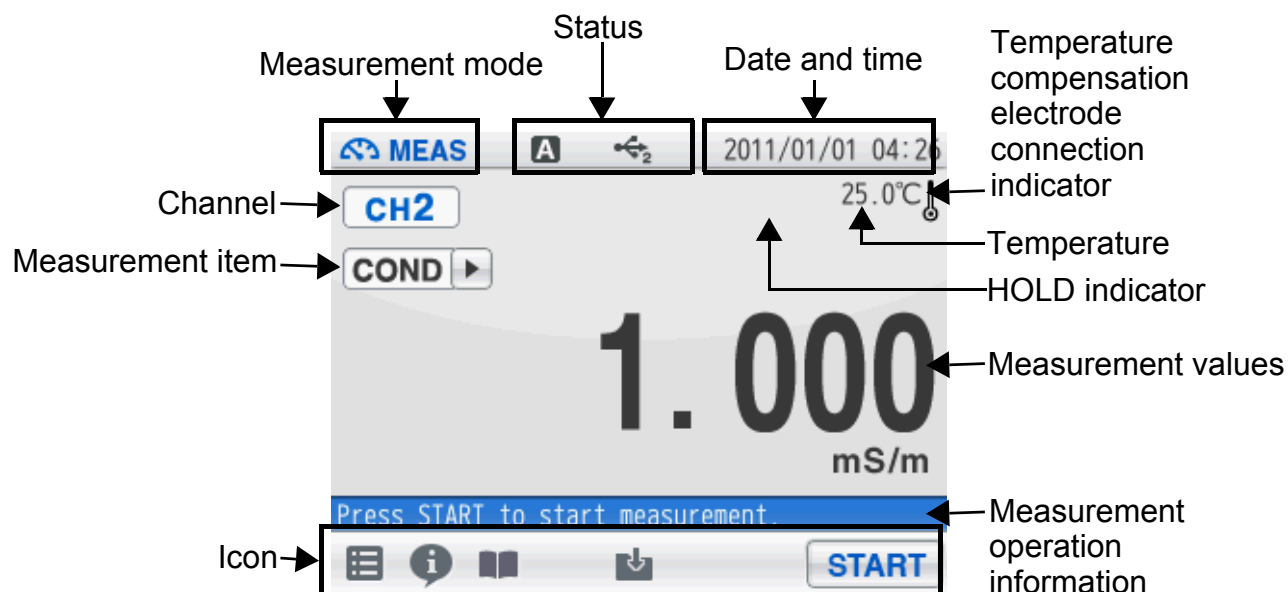 Status
Measurement mode
Date and time
Temperature
compensation
electrode
connection
indicator
MEAS
A
2
2011/01/01 04:26
Channel
CH2
25.0℃
Temperature
Measurement item
COND
HOLD indicator
1.000
Measurement values
mS/m
Press START to start measurement.
Measurement
operation
information
Icon
START